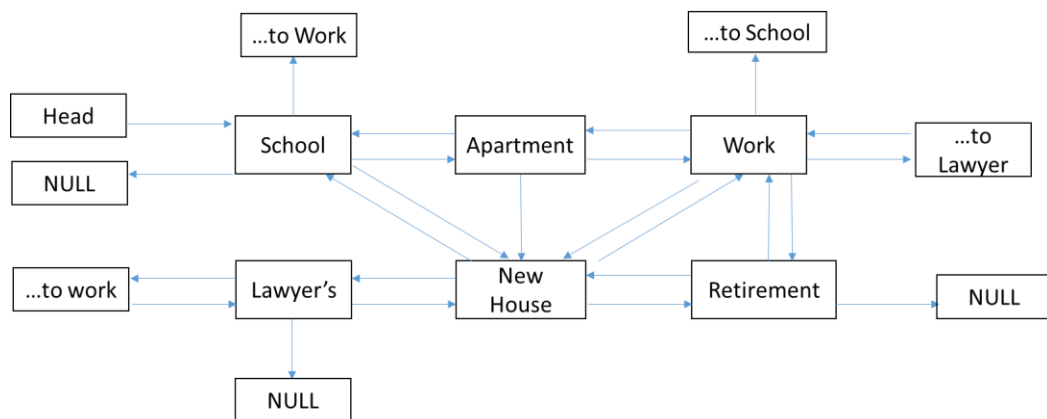 …to Work
…to School
Head
School
Apartment
Work
…to
Lawyer
NULL
…to work
Lawyer’s
New
House
Retirement
NULL
NULL